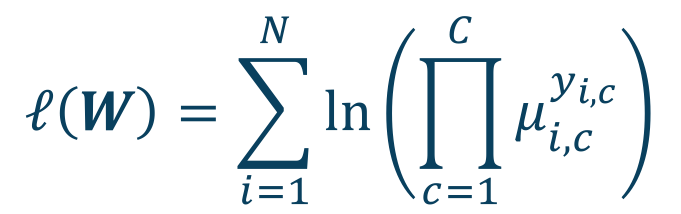 ℓ(𝑾) = ∑_{i=1}^{N} ln(∏_{c=1}^{C} μ_{i,c}^{y_{i,c}})